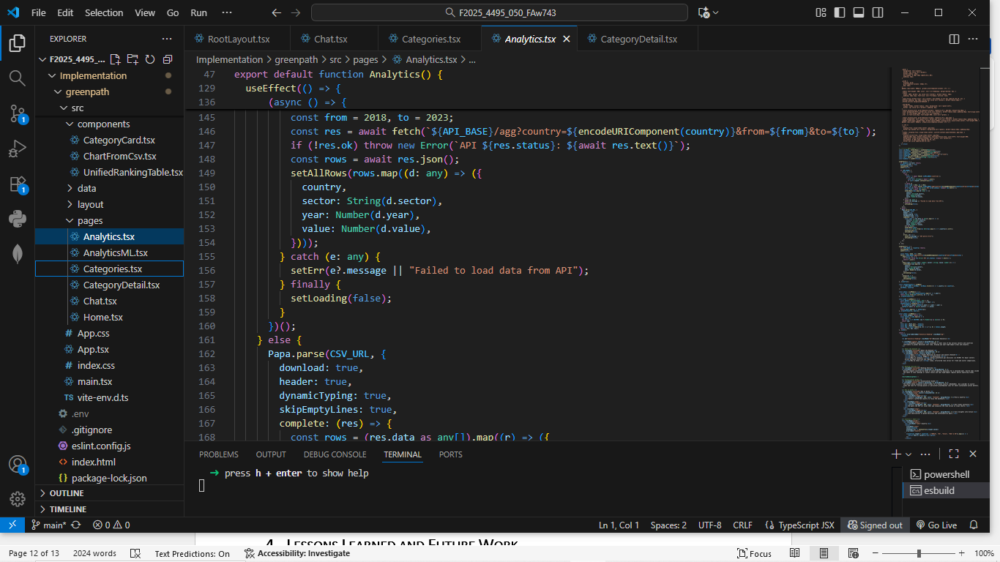 File Edit Selection View Go Run ··· F2025_4495_050_FAw743
EXPLORER ···
F2025_4495_...
Implementation
greenpath
src
components
CategoryCard.tsx
ChartFromCsv.tsx
UnifiedRankingTable.tsx
data
layout
pages
Analytics.tsx
AnalyticsML.tsx
Categories.tsx
CategoryDetail.tsx
Chat.tsx
Home.tsx
# App.css
App.tsx
# index.css
main.tsx
TS vite-env.d.ts
.env
.gitignore
eslint.config.js
<> index.html
{} package-lock.json
OUTLINE
TIMELINE
1
1
1
RootLayout.tsx Chat.tsx Categories.tsx Analytics.tsx CategoryDetail.tsx ···
Implementation > greenpath > src > pages > Analytics.tsx > ...
47 export default function Analytics() {
129 useEffect(() => {
136 (async () => {
145 const from = 2018, to = 2023;
146 const res = await fetch(`${API_BASE}/agg?country=${encodeURIComponent(country)}&from=${from}&to=${to}`);
147 if (!res.ok) throw new Error(`API ${res.status}: ${await res.text()}`);
148 const rows = await res.json();
149 setAllRows(rows.map((d: any) => ({
150 country,
151 sector: String(d.sector),
152 year: Number(d.year),
153 value: Number(d.value),
154 })));
155 } catch (e: any) {
156 setErr(e?.message || "Failed to load data from API");
157 } finally {
158 setLoading(false);
159 }
160 })();
161 } else {
162 Papa.parse(CSV_URL, {
163 download: true,
164 header: true,
165 dynamicTyping: true,
166 skipEmptyLines: true,
167 complete: (res) => {
168 const rows = (res.data as any[]).map((r) => ({
PROBLEMS OUTPUT DEBUG CONSOLE TERMINAL PORTS
➜ press h + enter to show help
powershell
esbuild
main* 0 0 Ln 1, Col 1 Spaces: 2 UTF-8 CRLF {} TypeScript JSX Signed out Go Live
4. LESSONS LEARNED AND FUTURE WORK
Page 12 of 13 2024 words Text Predictions: On Accessibility: Investigate Focus 100%